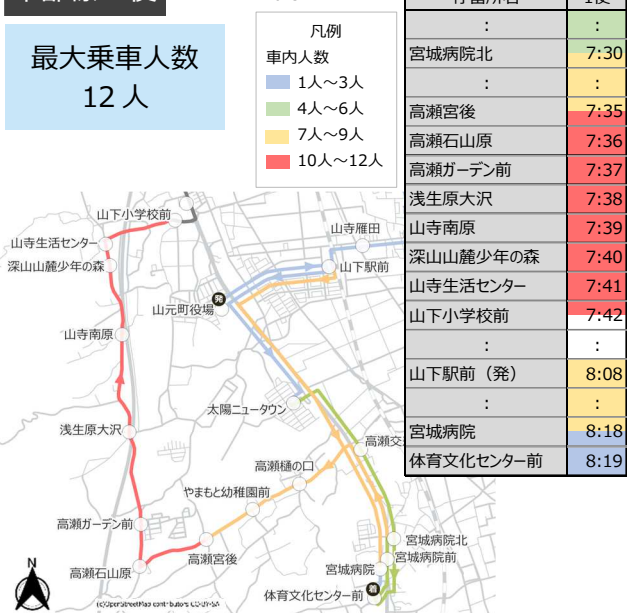 最大乗車人数
12 人
凡例
車内人数
1人～3人
4人～6人
7人～9人
10人～12人
1便
: :
宮城病院北 7:30
: :
高瀬宮後 7:35
高瀬石山原 7:36
高瀬ガーデン前 7:37
浅生原大沢 7:38
山寺南原 7:39
深山山麓少年の森 7:40
山寺生活センター 7:41
山下小学校前 7:42
: :
山下駅前（発） 8:08
: :
宮城病院 8:18
体育文化センター前 8:19
山下小学校前
山寺生活センター
深山山麓少年の森
山寺雁田
山下駅前
発
山元町役場
山寺南原
太陽ニュータウン
浅生原大沢
高瀬交
高瀬樋の口
やまもと幼稚園前
高瀬ガーデン前
高瀬宮後
宮城病院北
宮城病院前
高瀬石山原
宮城病院
体育文化センター前
着
N
(c)OpenStreetMap contributors CC-BY-SA